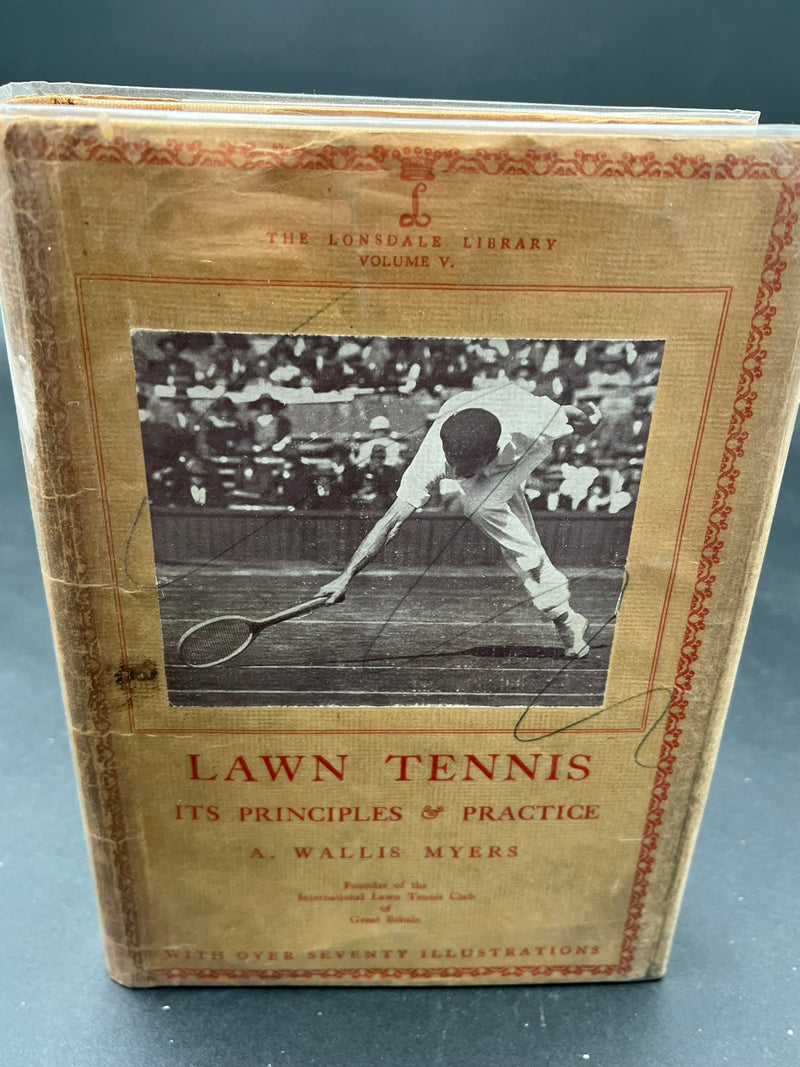 L
THE LONSDALE LIBRARY
VOLUME V.
LAWN TENNIS
ITS PRINCIPLES & PRACTICE
A. WALLIS MYERS
Founder of the
International Lawn Tennis Club
of
Great Britain
WITH OVER SEVENTY ILLUSTRATIONS